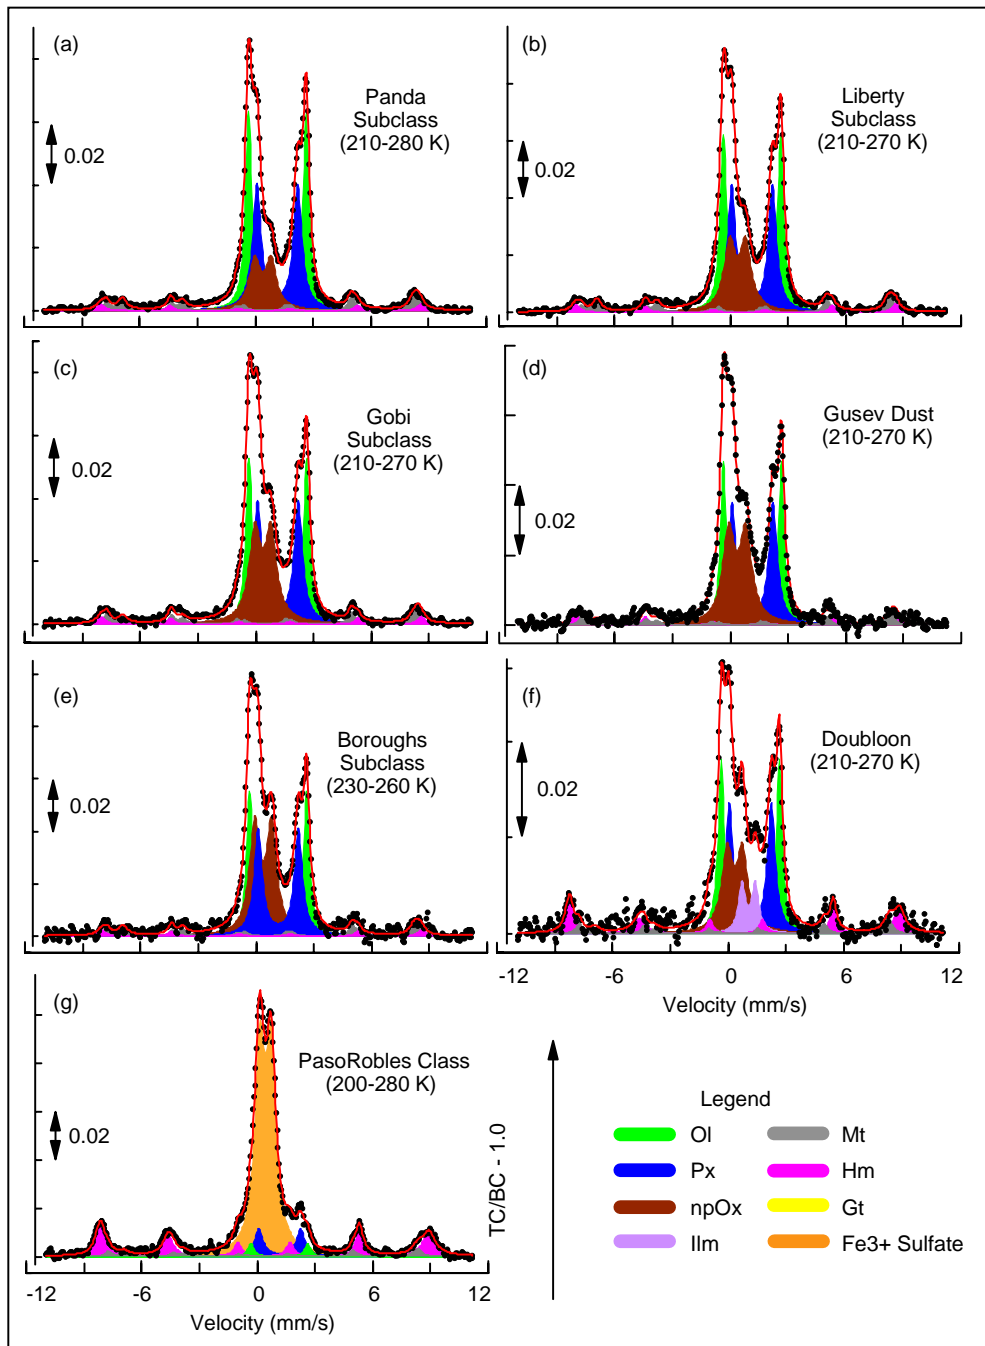 (a)
Panda
Subclass
(210-280 K)
0.02
(b)
Liberty
Subclass
(210-270 K)
0.02
(c)
Gobi
Subclass
(210-270 K)
0.02
(d)
Gusev Dust
(210-270 K)
0.02
(e)
Boroughs
Subclass
(230-260 K)
0.02
(f)
Doubloon
(210-270 K)
0.02
-12 -6 0 6 12
Velocity (mm/s)
(g)
PasoRobles Class
(200-280 K)
0.02
-12 -6 0 6 12
Velocity (mm/s)
TC/BC - 1.0
Legend
Ol Mt
Px Hm
npOx Gt
Ilm Fe3+ Sulfate